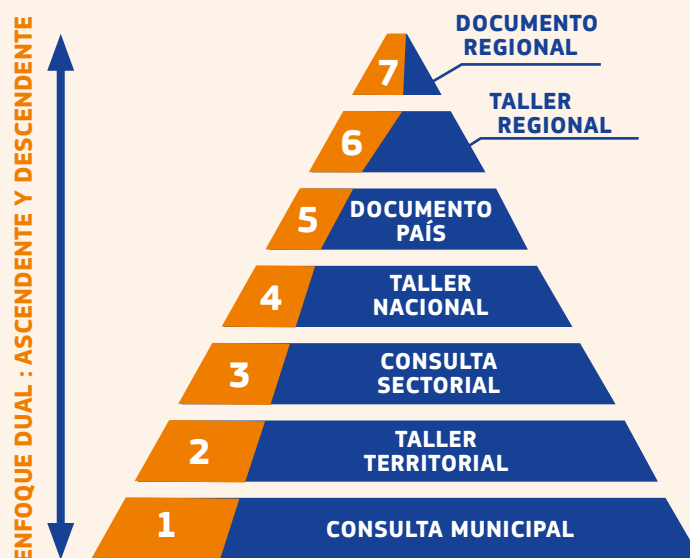 ENFOQUE DUAL : ASCENDENTE Y DESCENDENTE
DOCUMENTO
REGIONAL
7
TALLER
REGIONAL
6
5
DOCUMENTO
PAÍS
4
TALLER
NACIONAL
3
CONSULTA
SECTORIAL
2
TALLER
TERRITORIAL
1
CONSULTA MUNICIPAL